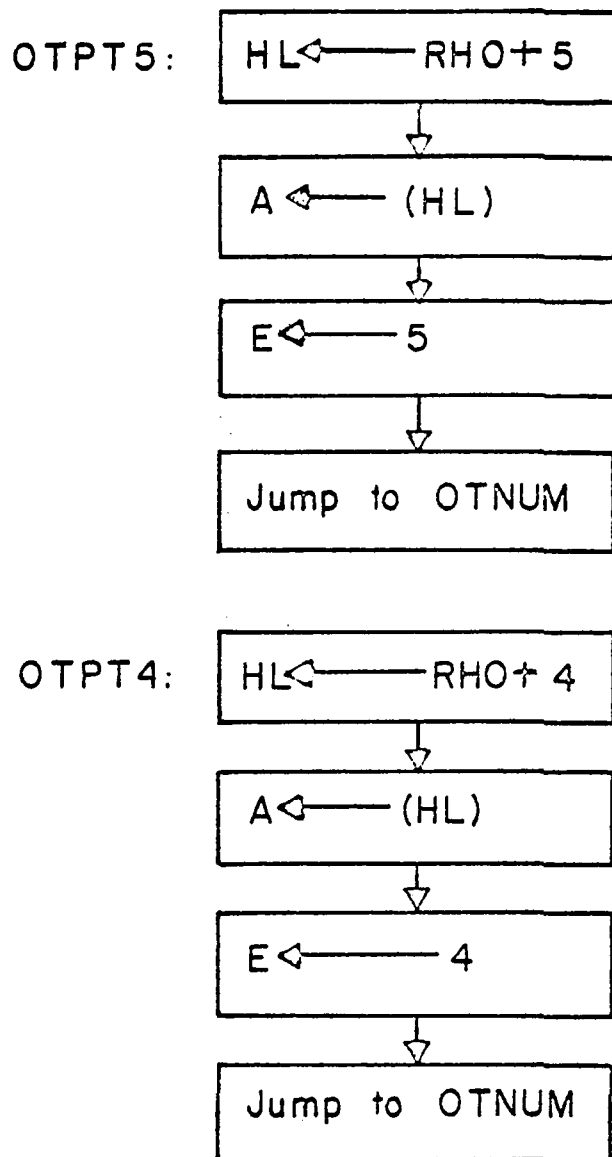 OTPT5: HL ← RHO + 5
A ← (HL)
E ← 5
Jump to OTNUM
OTPT4: HL ← RHO + 4
A ← (HL)
E ← 4
Jump to OTNUM